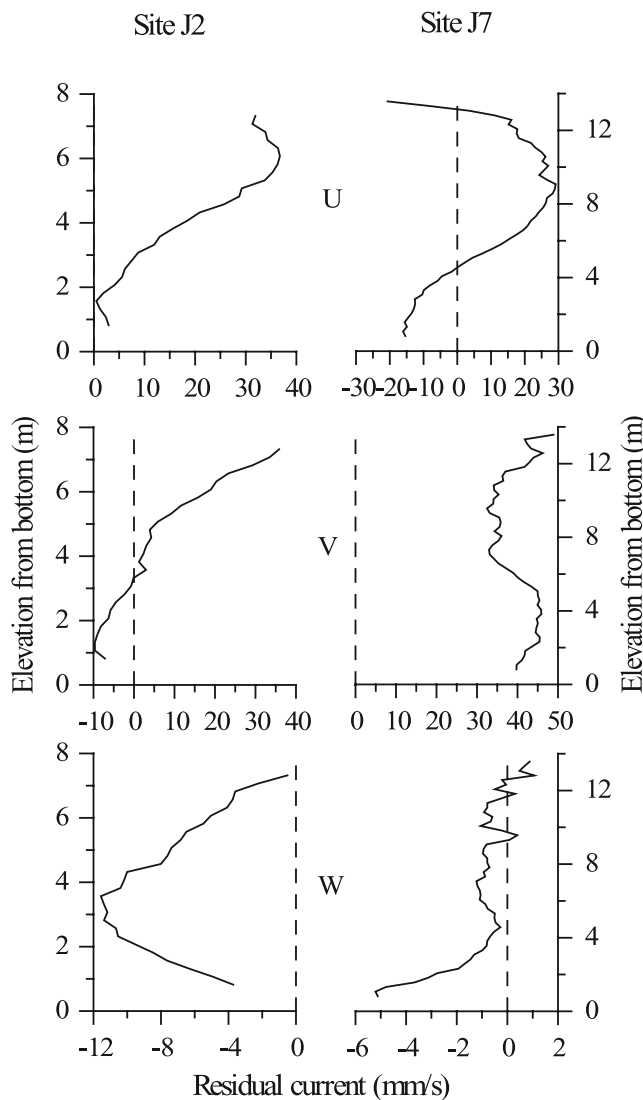 Site J2 Site J7
8
6
4
2
0
0 10 20 30 40
U
12
8
4
0
-30 -20 -10 0 10 20 30
Elevation from bottom (m)
8
6
4
2
0
-10 0 10 20 30 40
V
12
8
4
0
0 10 20 30 40 50
Elevation from bottom (m)
8
6
4
2
0
-12 -8 -4 0
W
12
8
4
0
-6 -4 -2 0 2
Residual current (mm/s)